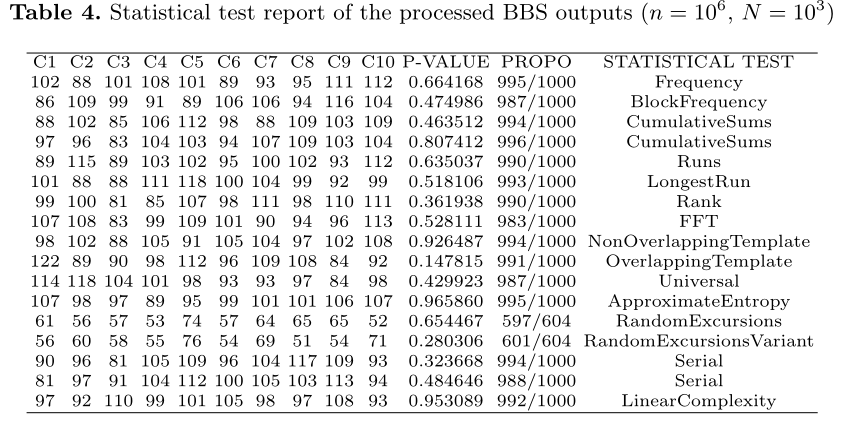 Table 4. Statistical test report of the processed BBS outputs (n = 10^6, N = 10^3)
C1 C2 C3 C4 C5 C6 C7 C8 C9 C10 P-VALUE PROPO STATISTICAL TEST
102 88 101 108 101 89 93 95 111 112 0.664168 995/1000 Frequency
86 109 99 91 89 106 106 94 116 104 0.474986 987/1000 BlockFrequency
88 102 85 106 112 98 88 109 103 109 0.463512 994/1000 CumulativeSums
97 96 83 104 103 94 107 109 103 104 0.807412 996/1000 CumulativeSums
89 115 89 103 102 95 100 102 93 112 0.635037 990/1000 Runs
101 88 88 111 118 100 104 99 92 99 0.518106 993/1000 LongestRun
99 100 81 85 107 98 111 98 110 111 0.361938 990/1000 Rank
107 108 83 99 109 101 90 94 96 113 0.528111 983/1000 FFT
98 102 88 105 91 105 104 97 102 108 0.926487 994/1000 NonOverlappingTemplate
122 89 90 98 112 96 109 108 84 92 0.147815 991/1000 OverlappingTemplate
114 118 104 101 98 93 93 97 84 98 0.429923 987/1000 Universal
107 98 97 89 95 99 101 101 106 107 0.965860 995/1000 ApproximateEntropy
61 56 57 53 74 57 64 65 65 52 0.654467 597/604 RandomExcursions
56 60 58 55 76 54 69 51 54 71 0.280306 601/604 RandomExcursionsVariant
90 96 81 105 109 96 104 117 109 93 0.323668 994/1000 Serial
81 97 91 104 112 100 105 103 113 94 0.484646 988/1000 Serial
97 92 110 99 101 105 98 97 108 93 0.953089 992/1000 LinearComplexity